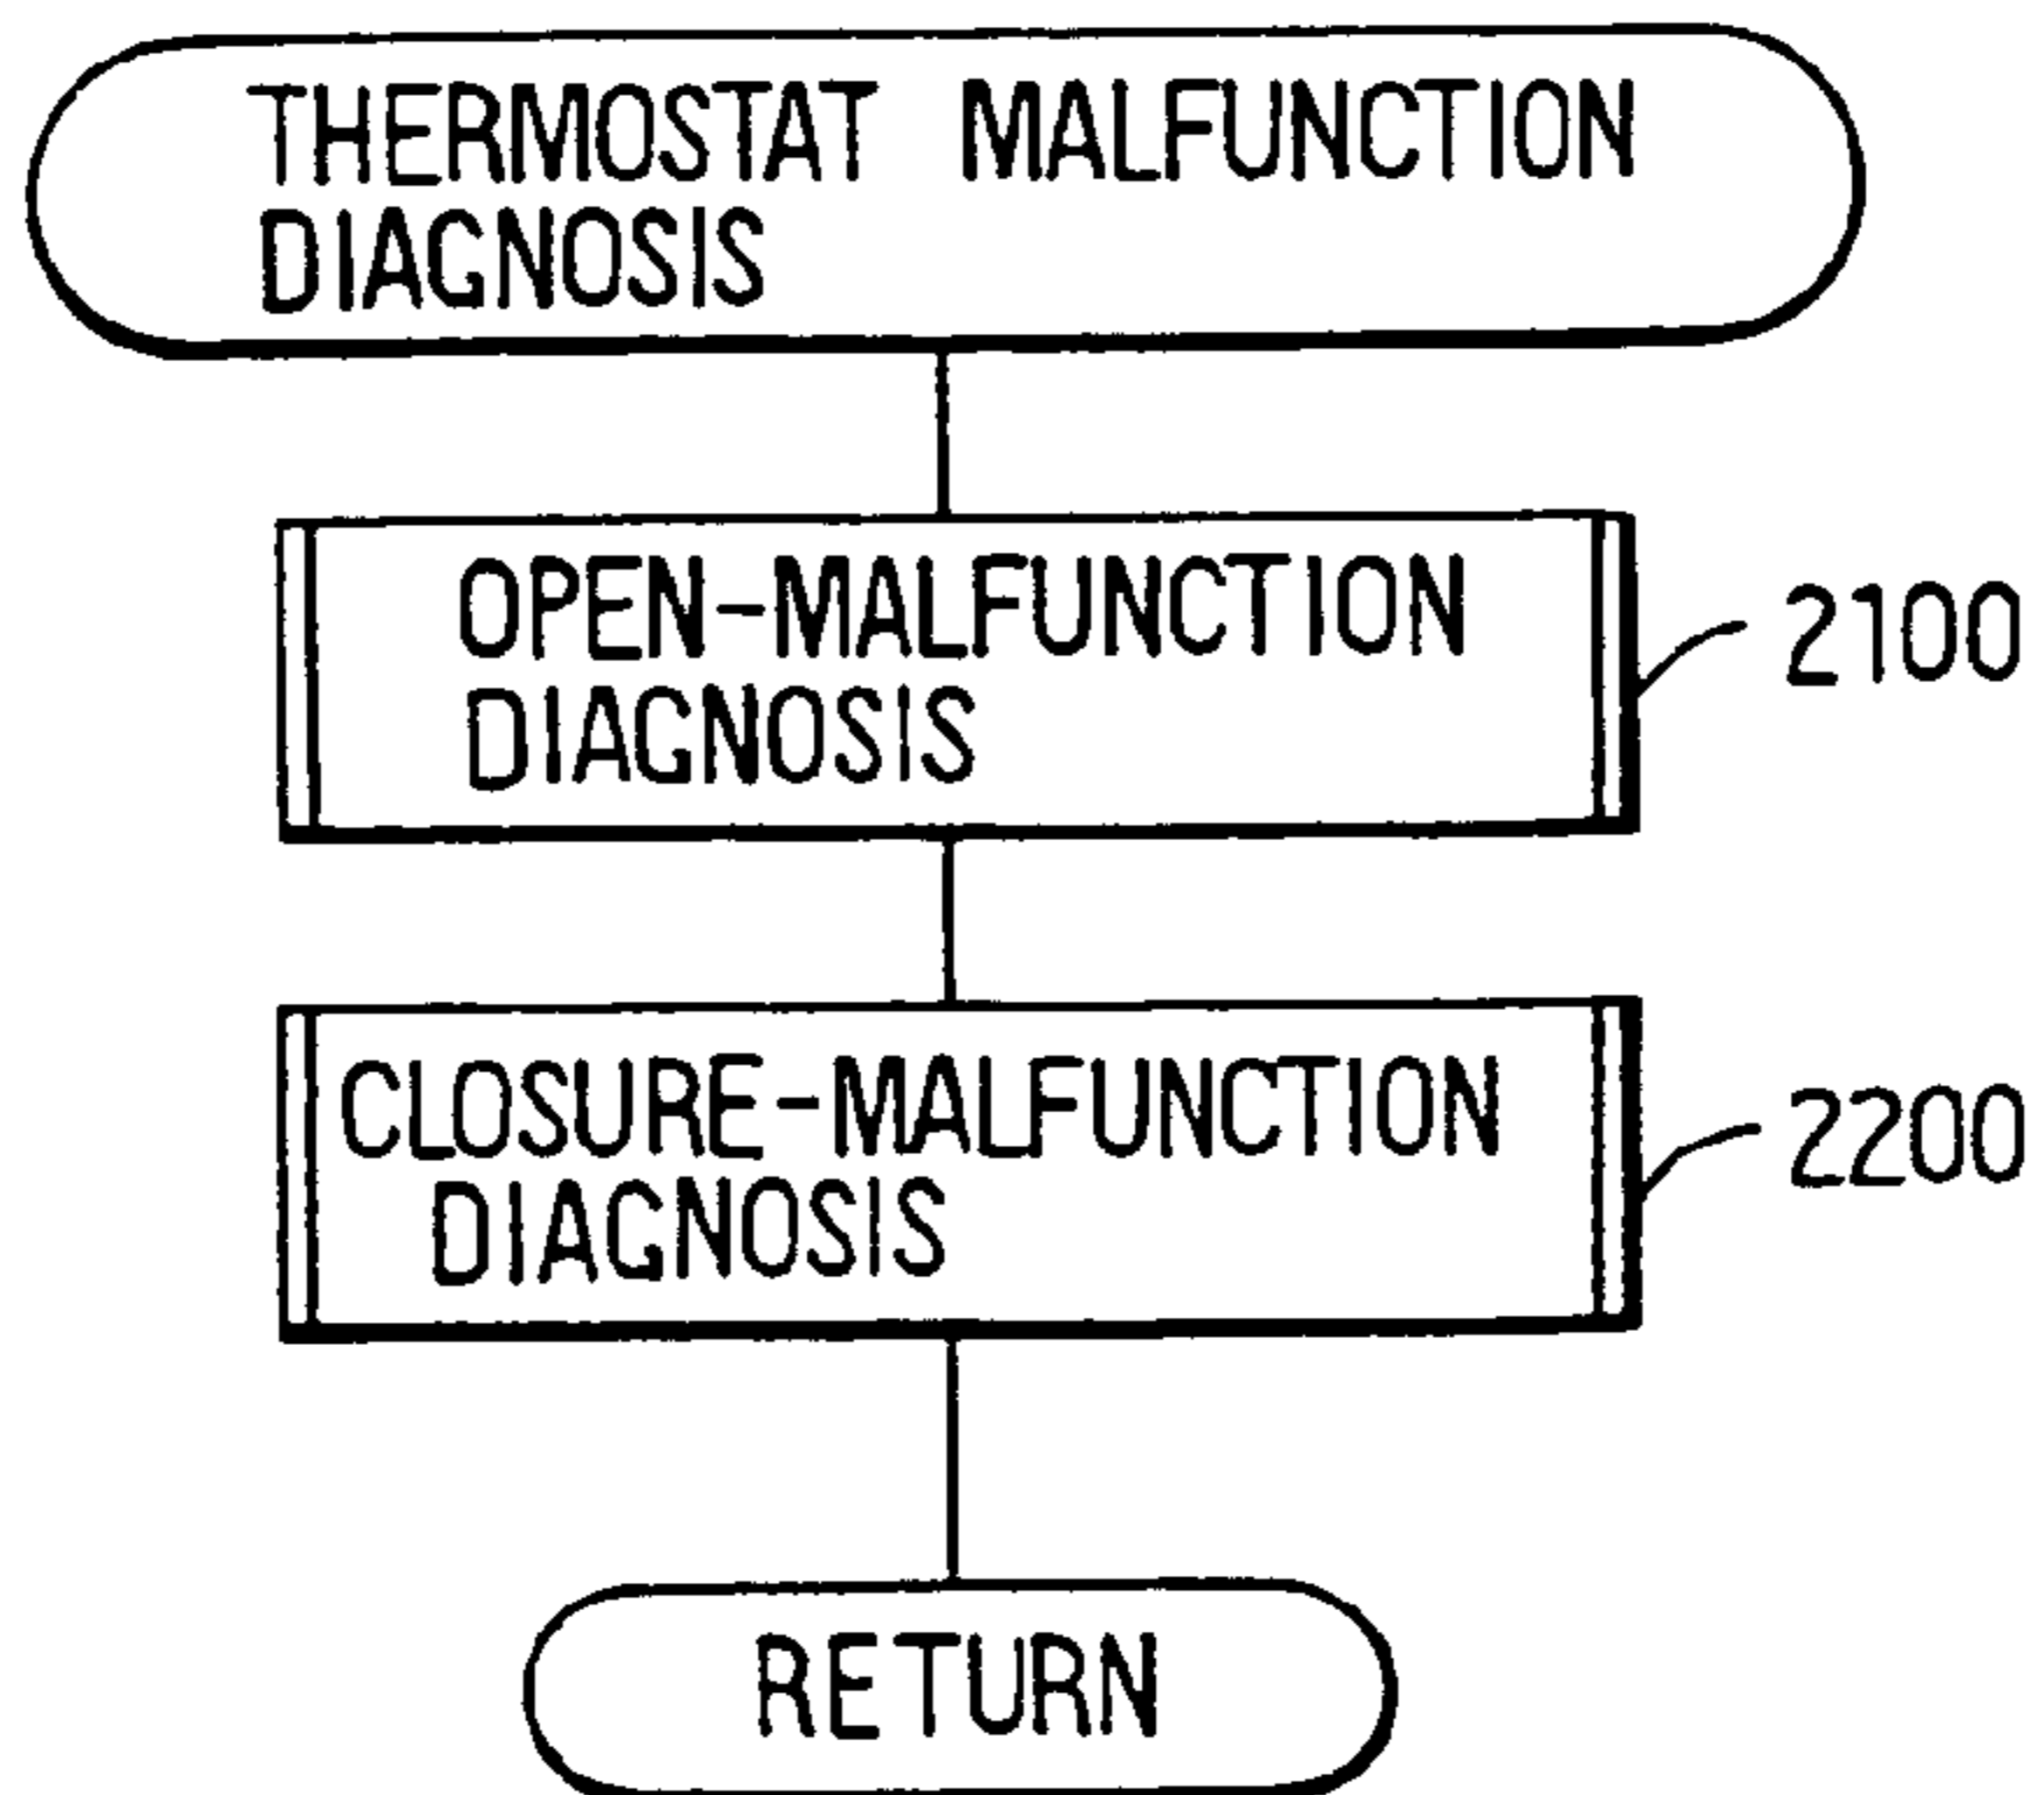 THERMOSTAT MALFUNCTION
DIAGNOSIS
OPEN-MALFUNCTION
DIAGNOSIS
2100
CLOSURE-MALFUNCTION
DIAGNOSIS
2200
RETURN